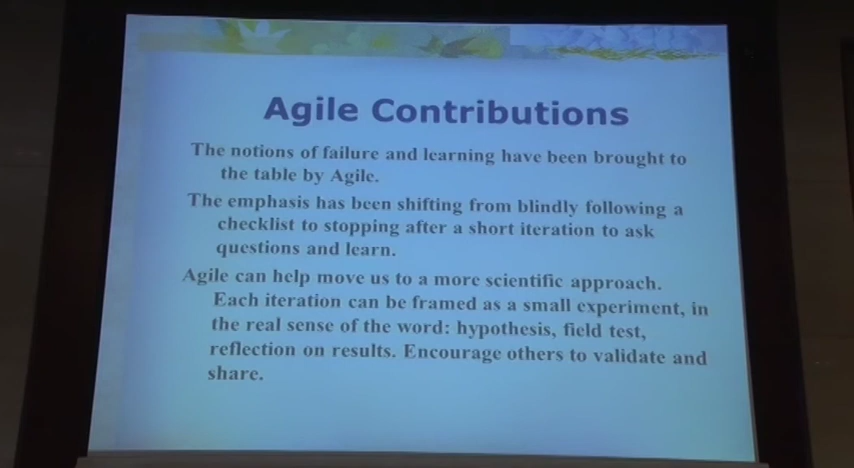 Agile Contributions
The notions of failure and learning have been brought to
the table by Agile.
The emphasis has been shifting from blindly following a
checklist to stopping after a short iteration to ask
questions and learn.
Agile can help move us to a more scientific approach.
Each iteration can be framed as a small experiment, in
the real sense of the word: hypothesis, field test,
reflection on results. Encourage others to validate and
share.